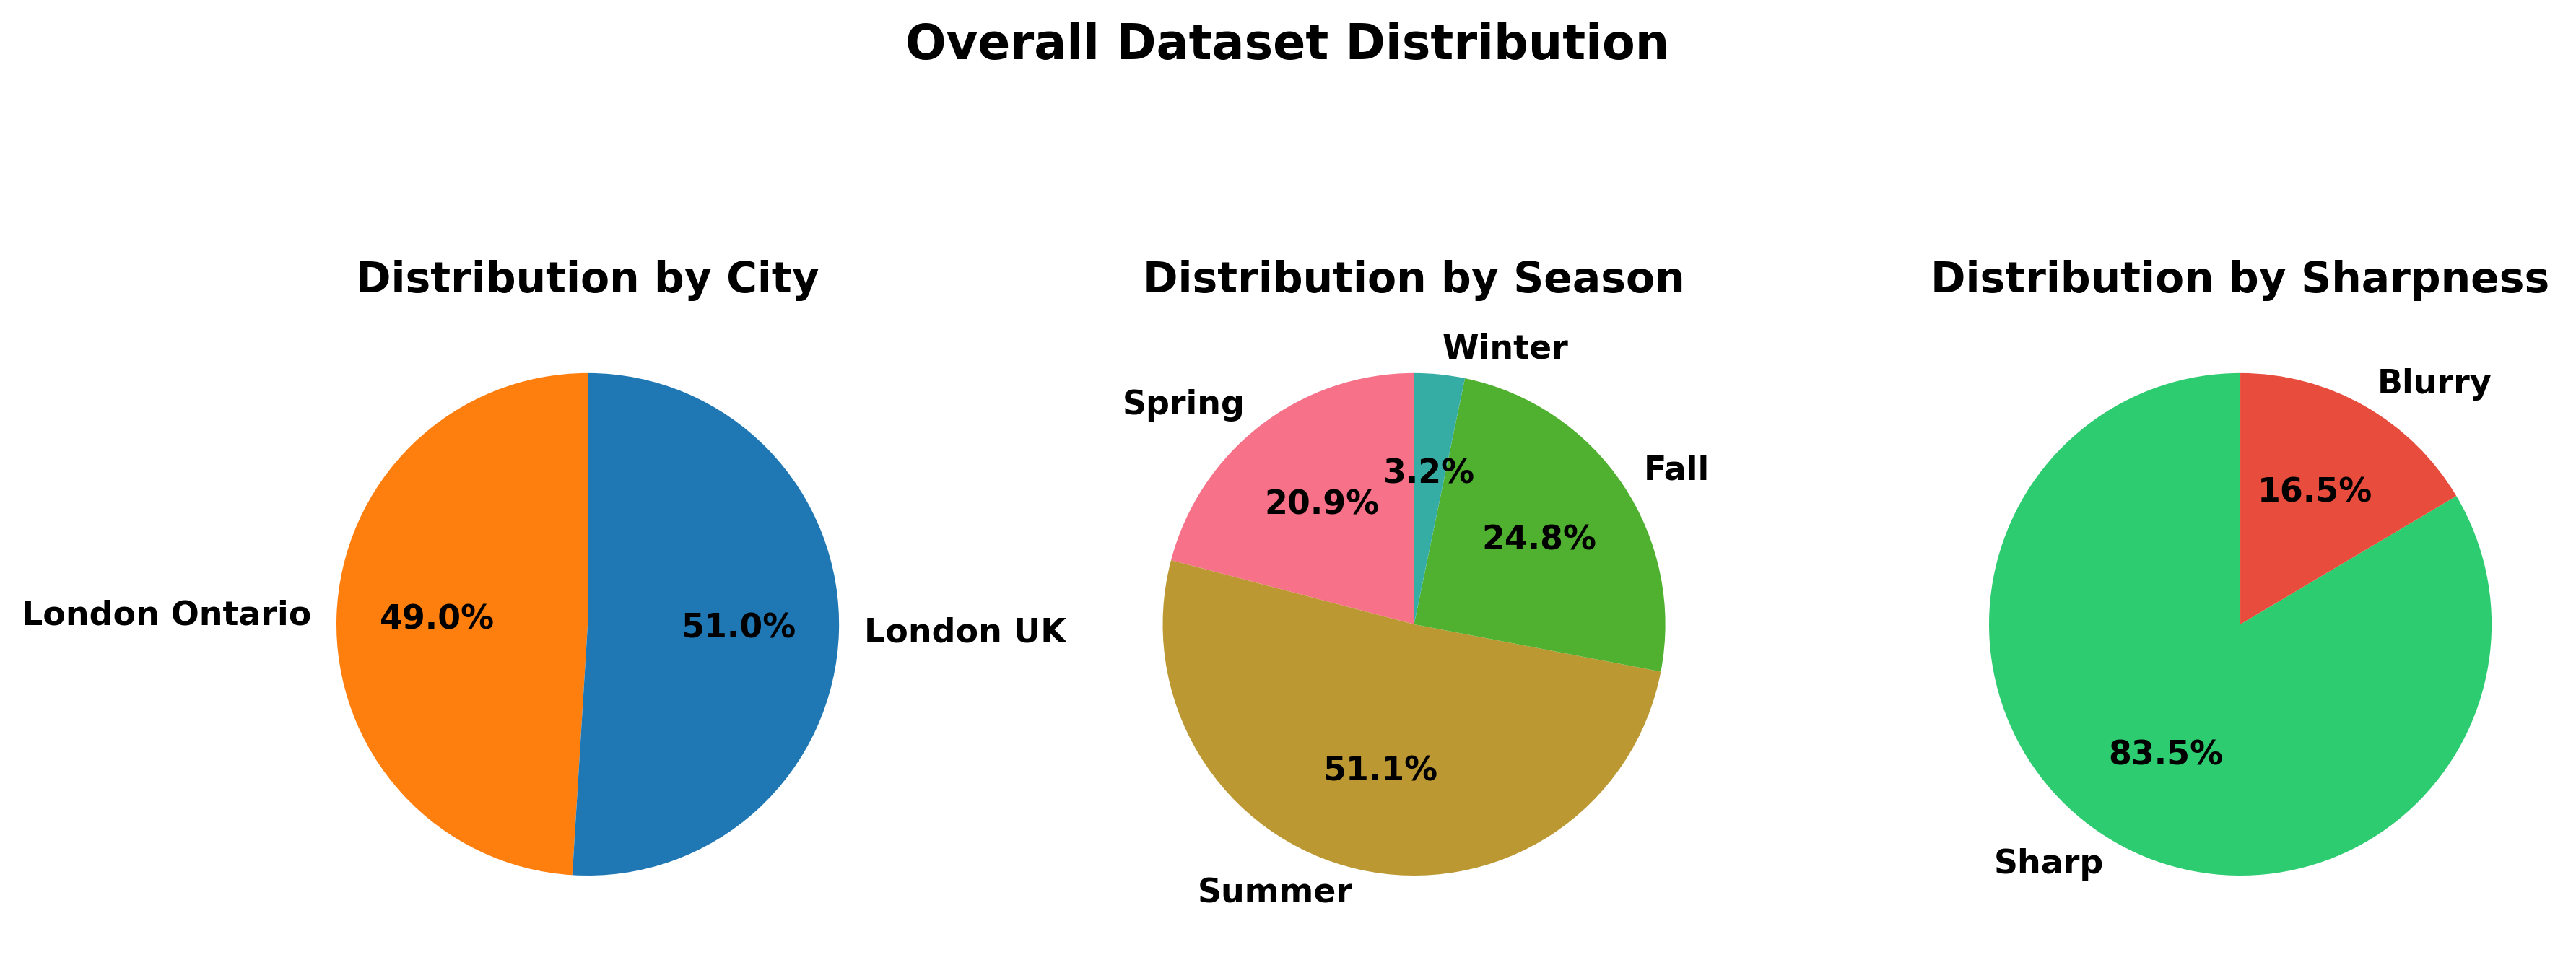 Overall Dataset Distribution
Distribution by City
London Ontario
49.0%
51.0%
London UK
Distribution by Season
Winter
Spring
Fall
3.2%
20.9%
24.8%
51.1%
Summer
Distribution by Sharpness
Blurry
16.5%
83.5%
Sharp